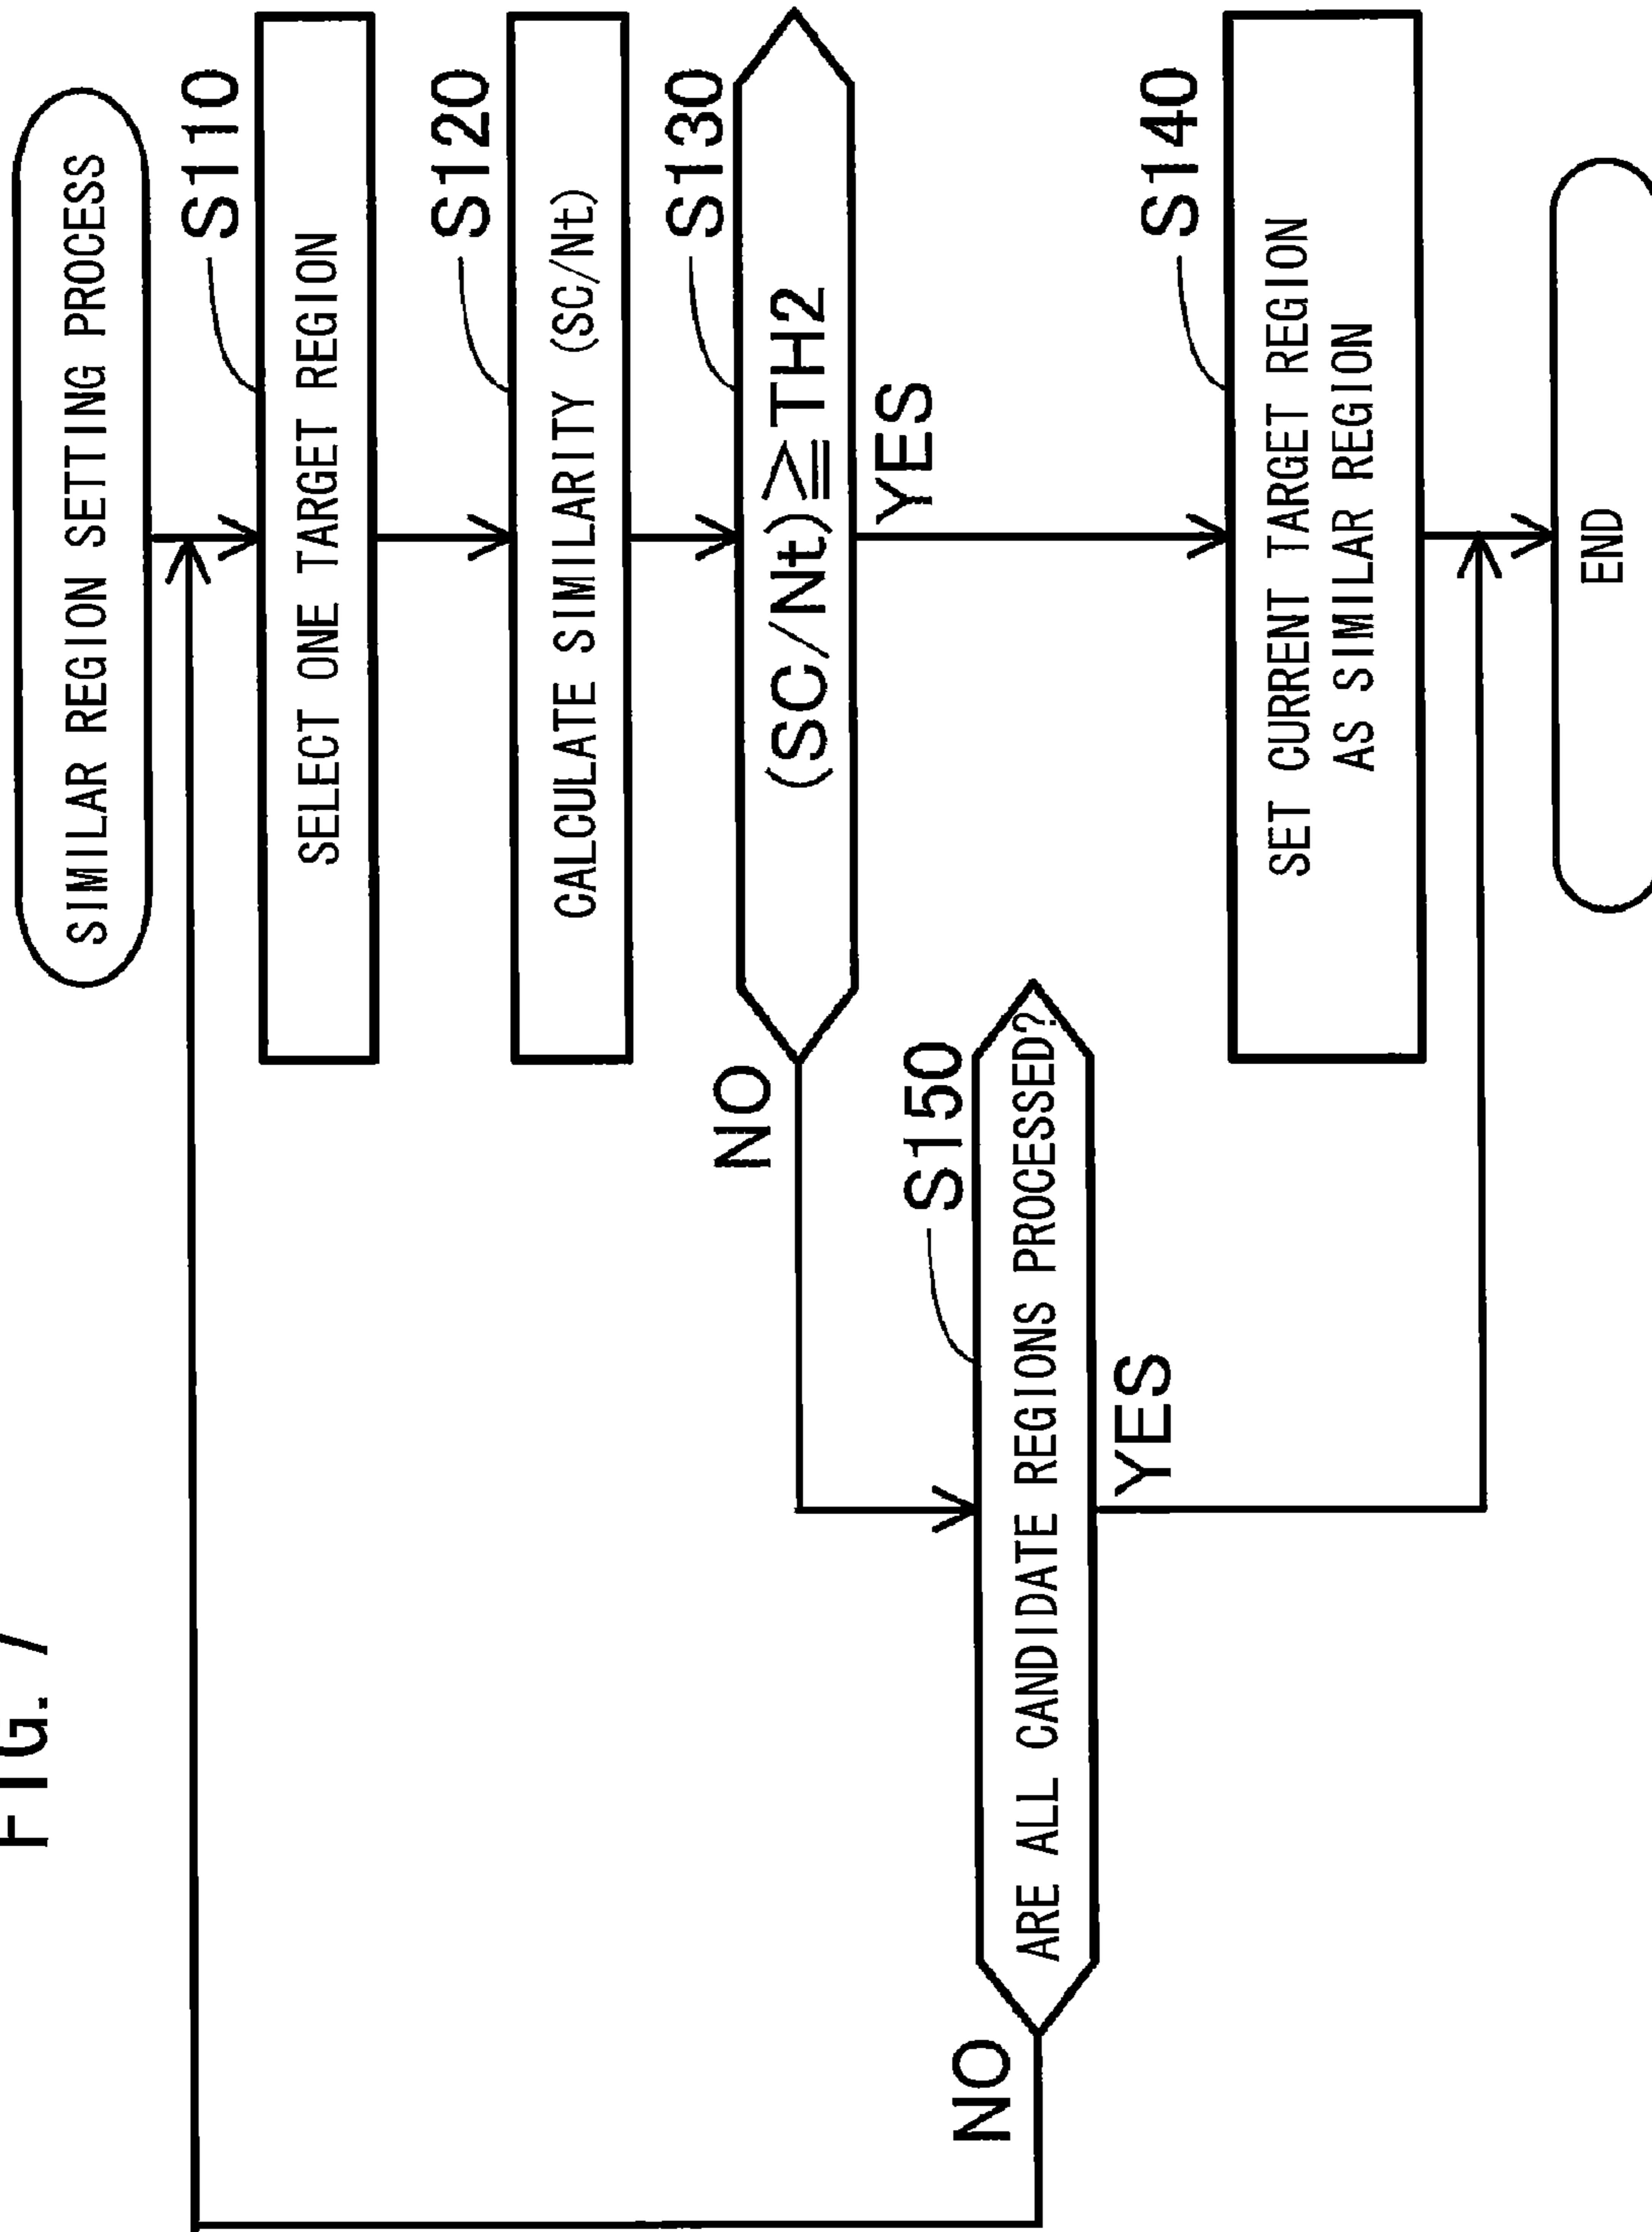 FIG. 7
SIMILAR REGION SETTING PROCESS
S110
SELECT ONE TARGET REGION
S120
CALCULATE SIMILARITY (SC/Nt)
S130
(SC/Nt)≧TH2
NO
YES
S150
ARE ALL CANDIDATE REGIONS PROCESSED?
NO
YES
S140
SET CURRENT TARGET REGION
AS SIMILAR REGION
END